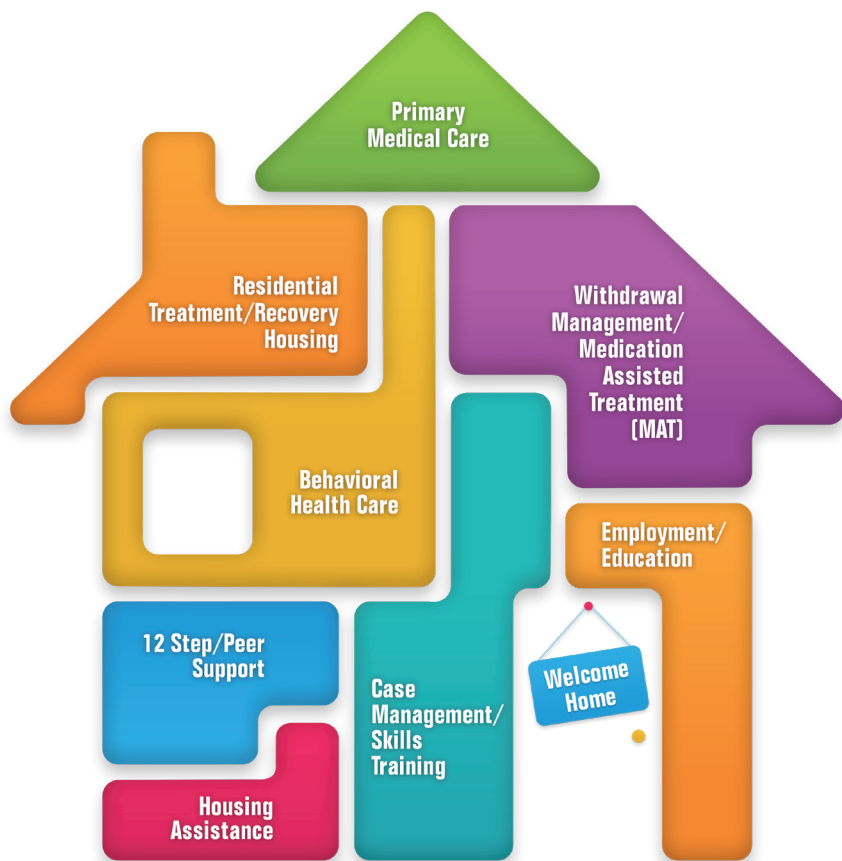 Primary
Medical Care
Residential
Treatment/Recovery
Housing
Withdrawal
Management/
Medication
Assisted
Treatment
(MAT)
Behavioral
Health Care
Employment/
Education
12 Step/Peer
Support
Case
Management/
Skills
Training
Welcome
Home
Housing
Assistance